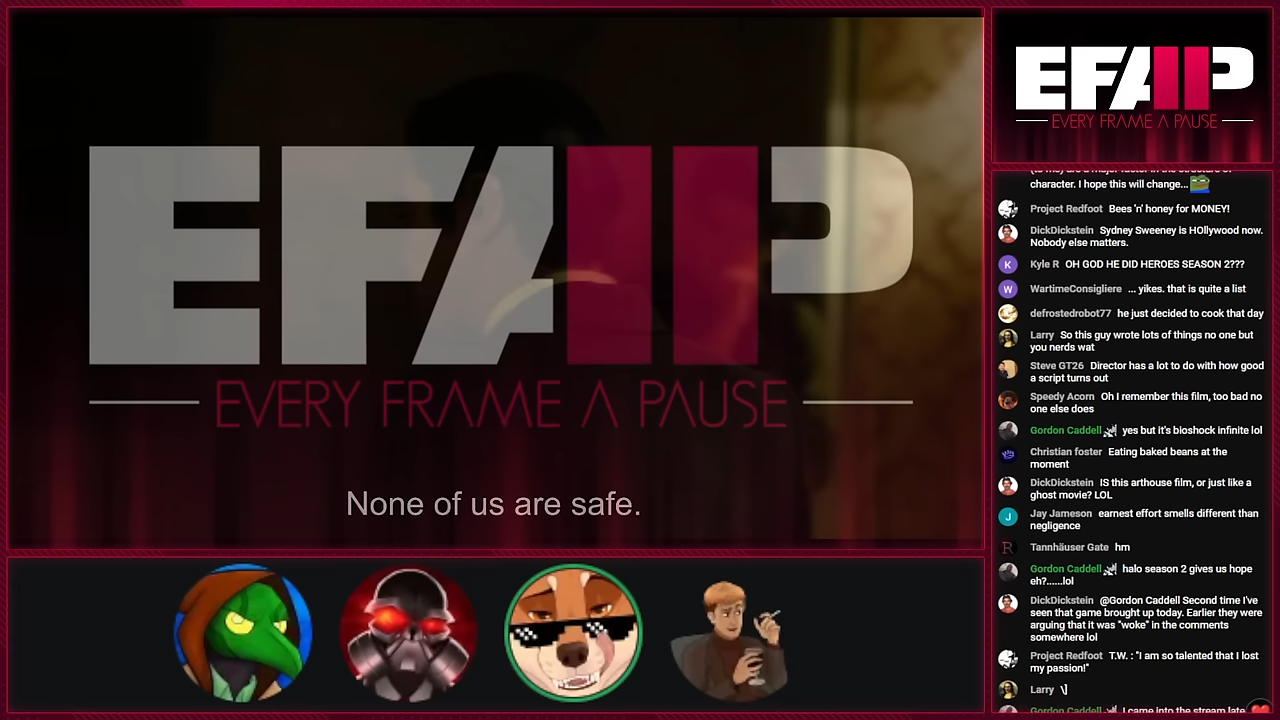 EFAP
EVERY FRAME A PAUSE
None of us are safe.
EFAP
EVERY FRAME A PAUSE
character. I hope this will change...
Project Redfoot Bees 'n' honey for MONEY!
DickDickstein Sydney Sweeney is HOllywood now.
Nobody else matters.
Kyle R OH GOD HE DID HEROES SEASON 2???
WartimeConsigliere ... yikes. that is quite a list
defrostedrobot77 he just decided to cook that day
Larry So this guy wrote lots of things no one but
you nerds wat
Steve GT26 Director has a lot to do with how good
a script turns out
Speedy Acorn Oh I remember this film, too bad no
one else does
Gordon Caddell yes but it's bioshock infinite lol
Christian foster Eating baked beans at the
moment
DickDickstein IS this arthouse film, or just like a
ghost movie? LOL
Jay Jameson earnest effort smells different than
negligence
Tannhäuser Gate hm
Gordon Caddell halo season 2 gives us hope
eh?......lol
DickDickstein @Gordon Caddell Second time I've
seen that game brought up today. Earlier they were
arguing that it was "woke" in the comments
somewhere lol
Project Redfoot T.W. : "I am so talented that I lost
my passion!"
Larry \]
Gordon Caddell I came into the stream late
K
W
J
R